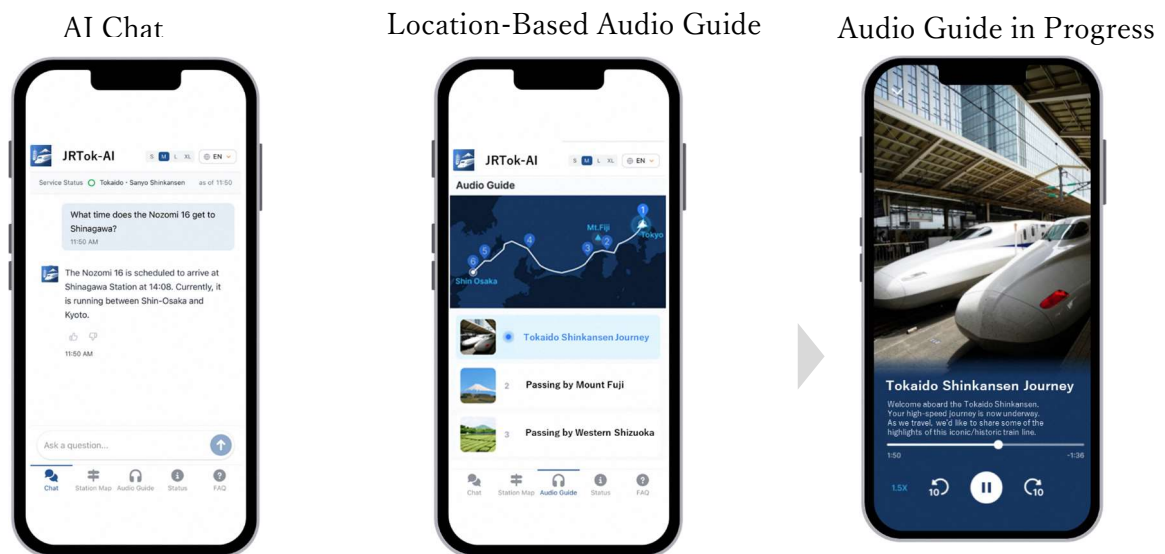 AI Chat
Location-Based Audio Guide
Audio Guide in Progress
JRTok-AI
S M L XL
EN
Service Status Tokaido・Sanyo Shinkansen as of 11:50
What time does the Nozomi 16 get to
Shinagawa?
11:50 AM
The Nozomi 16 is scheduled to arrive at
Shinagawa Station at 14:08. Currently, it
is running between Shin-Osaka and
Kyoto.
11:50 AM
Ask a question...
Chat Station Map Audio Guide Status FAQ
JRTok-AI
S M L XL
EN
Audio Guide
1
Mt.Fiji
Tokyo
2
3
4
5
6
Shin Osaka
Tokaido Shinkansen Journey
2 Passing by Mount Fuji
3 Passing by Western Shizuoka
Chat Station Map Audio Guide Status FAQ
Tokaido Shinkansen Journey
Welcome aboard the Tokaido Shinkansen.
Your high-speed journey is now underway.
As we travel, we'd like to share some of the
highlights of this iconic/historic train line.
1:50 -1:36
1.5X 10 10